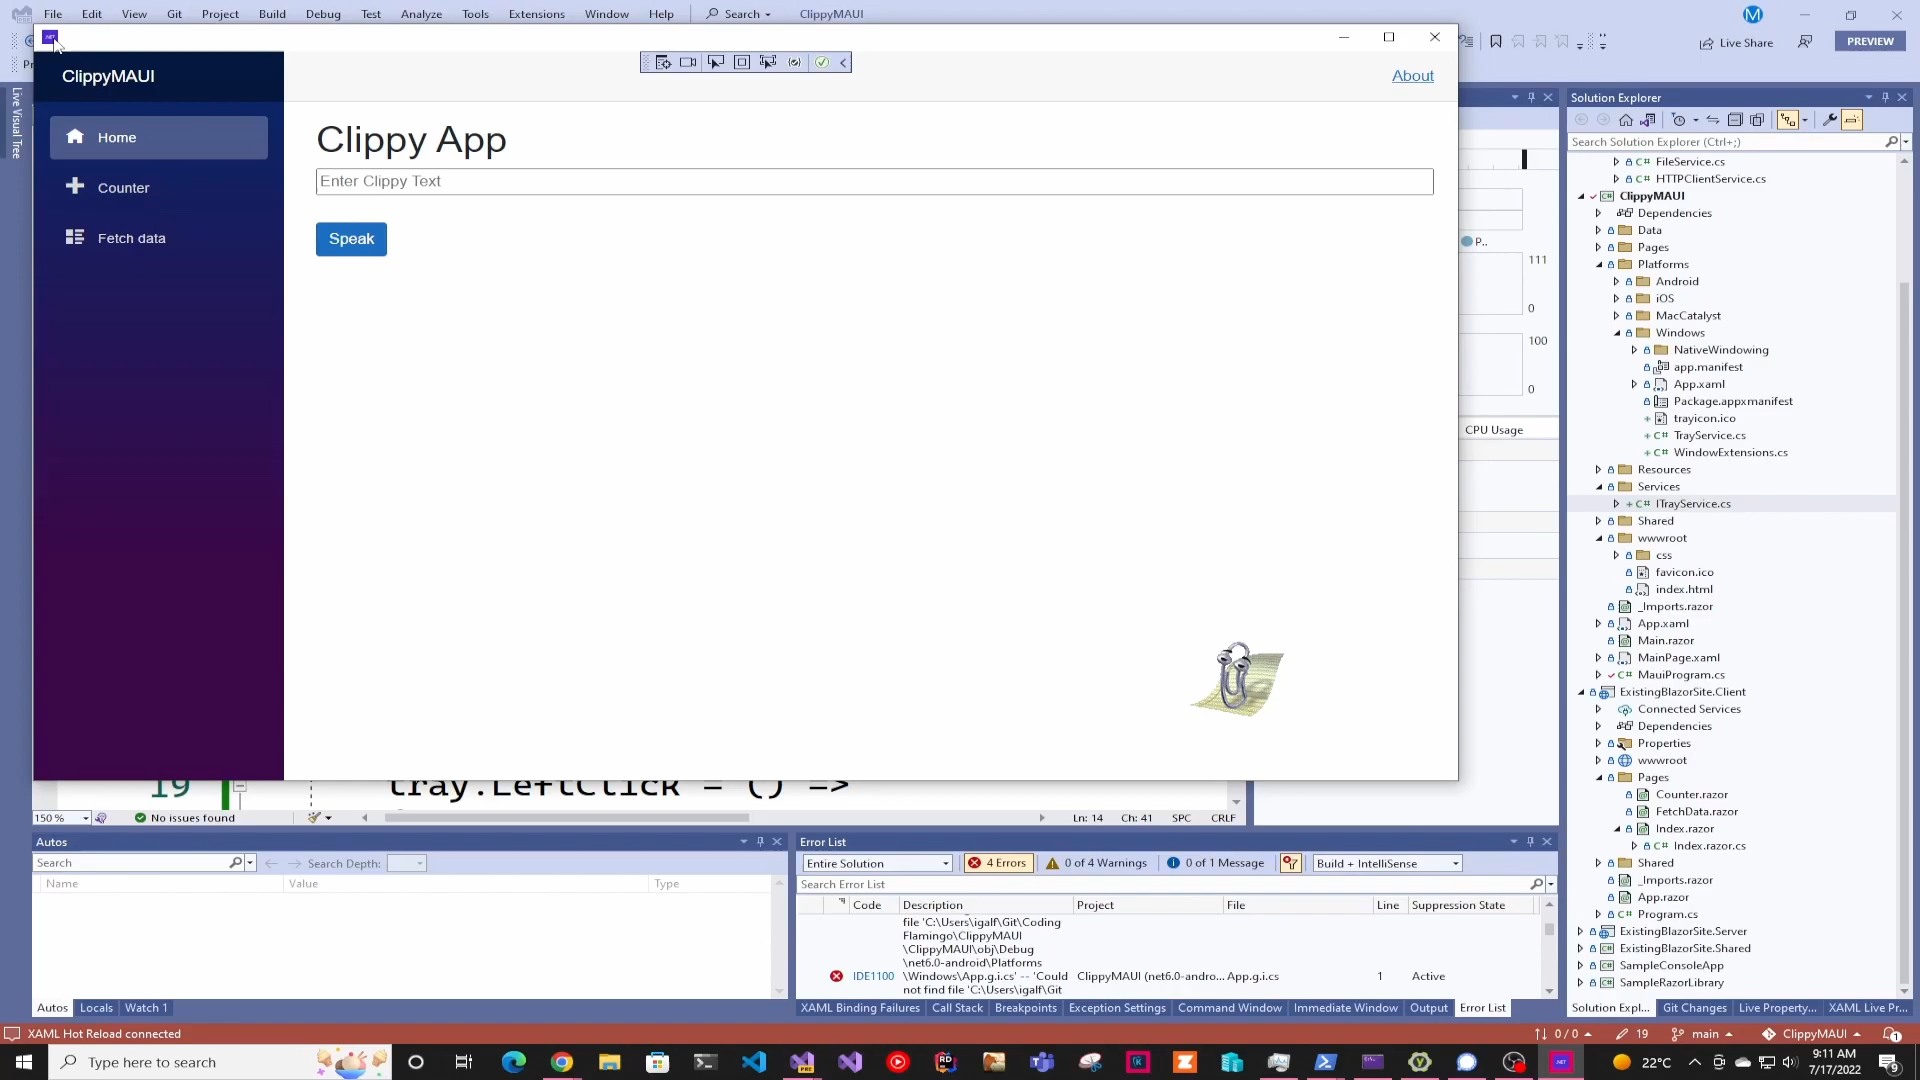 File Edit View Git Project Build Debug Test Analyze Tools Extensions Window Help Search ClippyMAUI
Live Share PREVIEW
Live Visual Tree
ClippyMAUI
About
Home
Counter
Fetch data
Clippy App
Enter Clippy Text
Speak
P..
111
0
100
0
CPU Usage
19 tray.LeftClick = () =>
150 % No issues found Ln: 14 Ch: 41 SPC CRLF
Autos
Search Search Depth:
Name Value Type
Autos Locals Watch 1
Error List
Entire Solution 4 Errors 0 of 4 Warnings 0 of 1 Message Build + IntelliSense
Search Error List
Code Description Project File Line Suppression State
file 'C:\Users\igalf\Git\Coding
Flamingo\ClippyMAUI
\ClippyMAUI\obj\Debug
\net6.0-android\Platforms
IDE1100 \Windows\App.g.i.cs' -- 'Could ClippyMAUI (net6.0-andro... App.g.i.cs 1 Active
not find file 'C:\Users\igalf\Git
XAML Binding Failures Call Stack Breakpoints Exception Settings Command Window Immediate Window Output Error List
Solution Explorer
Search Solution Explorer (Ctrl+;)
FileService.cs
HTTPClientService.cs
ClippyMAUI
Dependencies
Data
Pages
Platforms
Android
iOS
MacCatalyst
Windows
NativeWindowing
app.manifest
App.xaml
Package.appxmanifest
trayicon.ico
TrayService.cs
WindowExtensions.cs
Resources
Services
ITrayService.cs
Shared
wwwroot
css
favicon.ico
index.html
_Imports.razor
App.xaml
Main.razor
MainPage.xaml
MauiProgram.cs
ExistingBlazorSite.Client
Connected Services
Dependencies
Properties
wwwroot
Pages
Counter.razor
FetchData.razor
Index.razor
Index.razor.cs
Shared
_Imports.razor
App.razor
Program.cs
ExistingBlazorSite.Server
ExistingBlazorSite.Shared
SampleConsoleApp
SampleRazorLibrary
Solution Expl... Git Changes Live Property... XAML Live Pr...
XAML Hot Reload connected 0 / 0 19 main ClippyMAUI 1
Type here to search 22°C 9:11 AM
7/17/2022 9